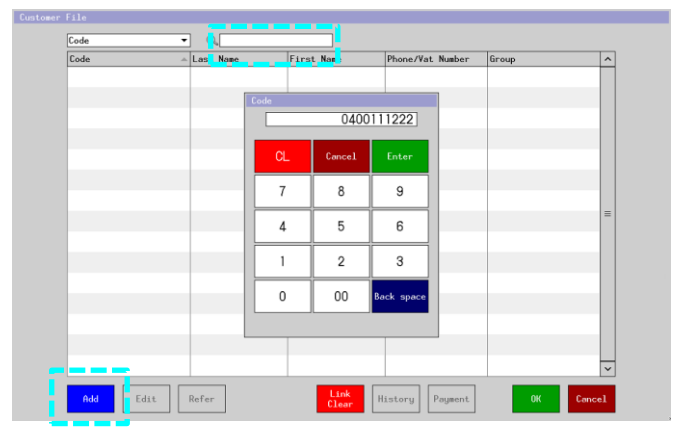 Customer File
Code
Code Last Name First Name Phone/Vat Number Group
Code
0400111222
CL Cancel Enter
7 8 9
4 5 6
1 2 3
0 00 Back space
Add Edit Refer Link Clear History Payment OK Cancel